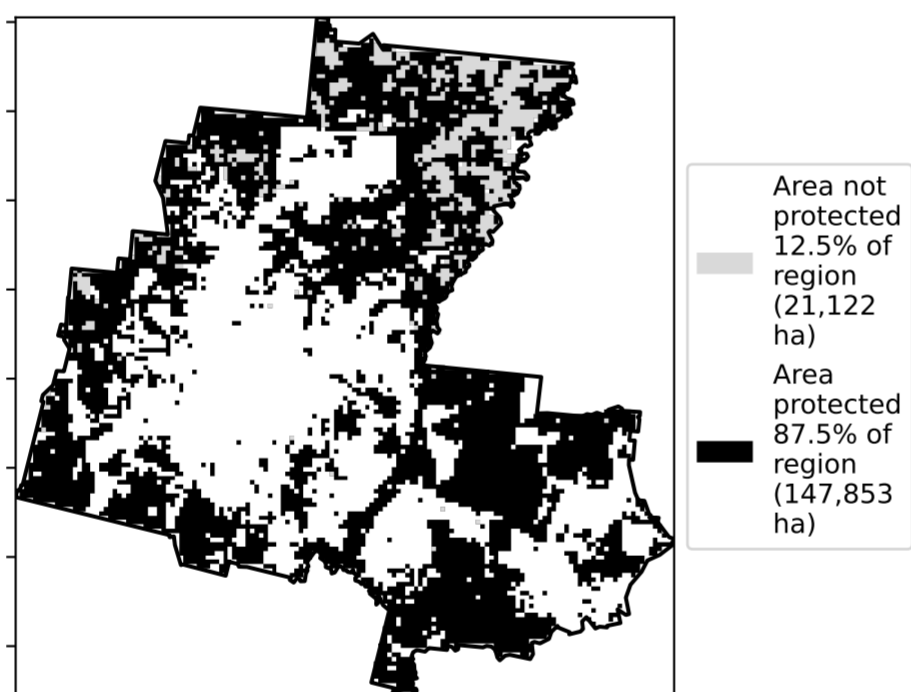 Area not
protected
12.5% of
region
(21,122
ha)
Area
protected
87.5% of
region
(147,853
ha)